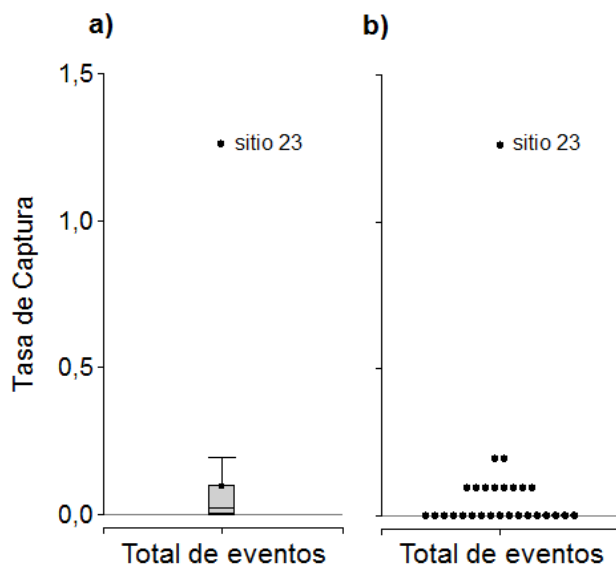 a)
b)
1,5
sitio 23
sitio 23
1,0
Tasa de Captura
0,5
0,0
Total de eventos
Total de eventos